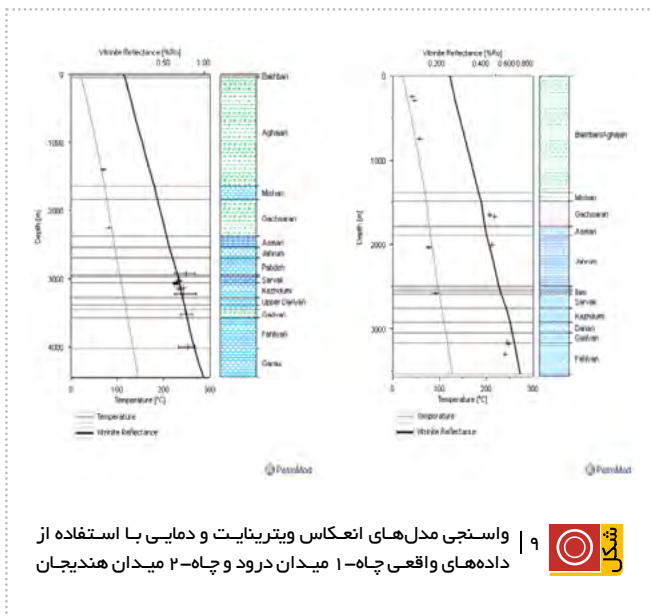 Vitrinite Reflectance [%Ro]
0.50 1.00
0
1000
2000
3000
4000
Depth [m]
Bakhtiari
Aghajari
Mishan
Gachsaran
Asmari
Jahrum
Pabdeh
Sarvak
Kazhdumi
Upper Dariyan
Gadvan
Fahliyan
Garau
0 100 200 300
Temperature [°C]
Temperature
Vitrinite Reflectance
PetroMod
Vitrinite Reflectance [%Ro]
0.200 0.400 0.600 0.800
0
1000
2000
3000
Depth [m]
Bakhtiari/Aghajari
Mishan
Gachsaran
Asmari
Jahrum
Ilam
Sarvak
Kazhdumi
Darian
Gadvan
Fahliyan
0 100 200 300
Temperature [°C]
Temperature
Vitrinite Reflectance
PetroMod
شکل
۹ | واسنجی مدل‌های انعکاس ویترینایت و دمایی با استفاده از
داده‌های واقعی چاه-۱ میدان درود و چاه-۲ میدان هندیجان